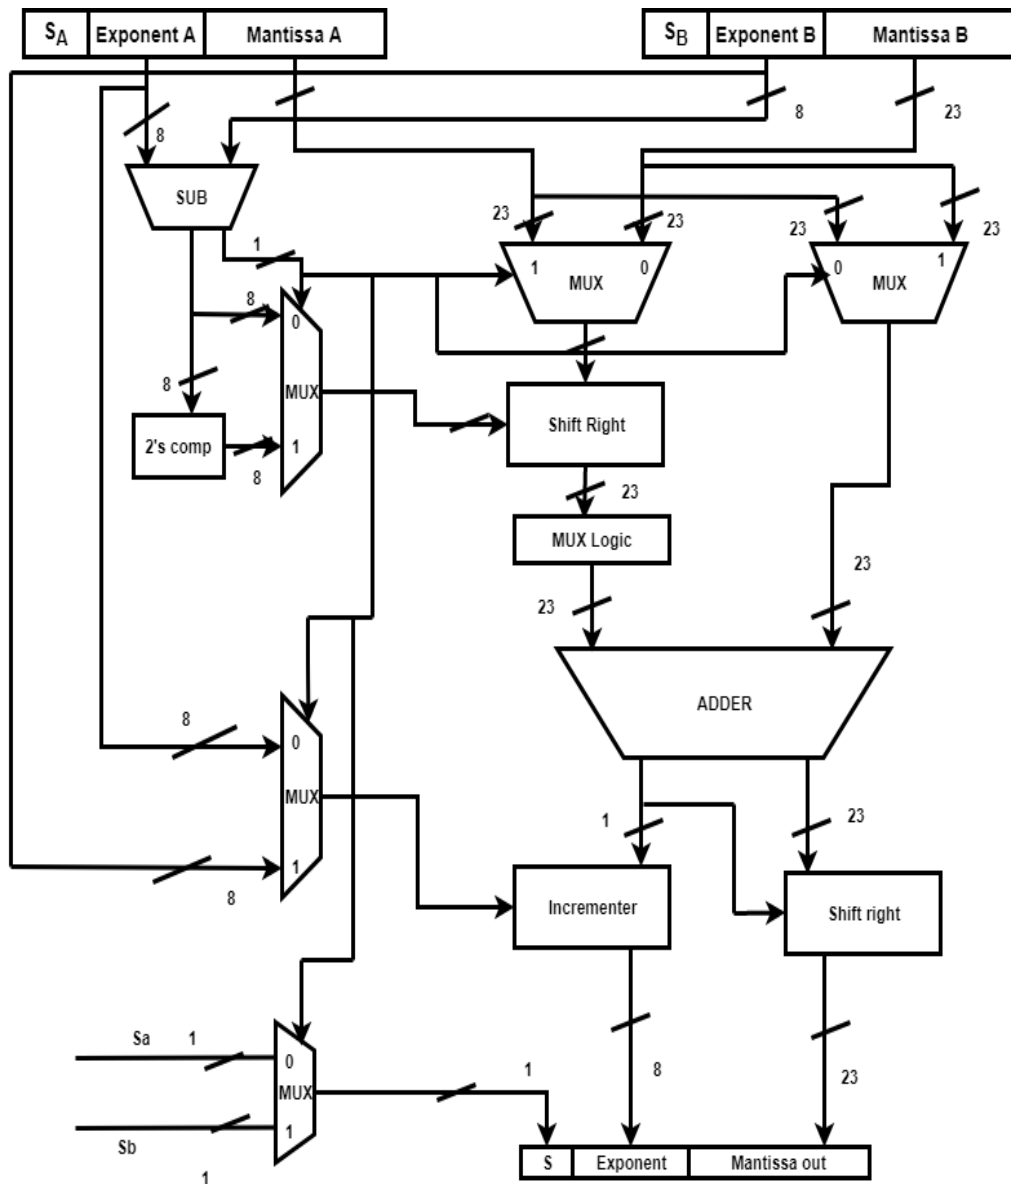 S_A Exponent A Mantissa A S_B Exponent B Mantissa B
8 8 23
SUB
1 23 23 23 23
1 0 0 1
MUX MUX
8 0
8 MUX
Shift Right
2's comp 1
8
23
MUX Logic
23 23
ADDER
8 0
MUX
1 23
1
8
Incrementer Shift right
Sa 1
0
MUX 1 8 23
1
Sb
1
S Exponent Mantissa out